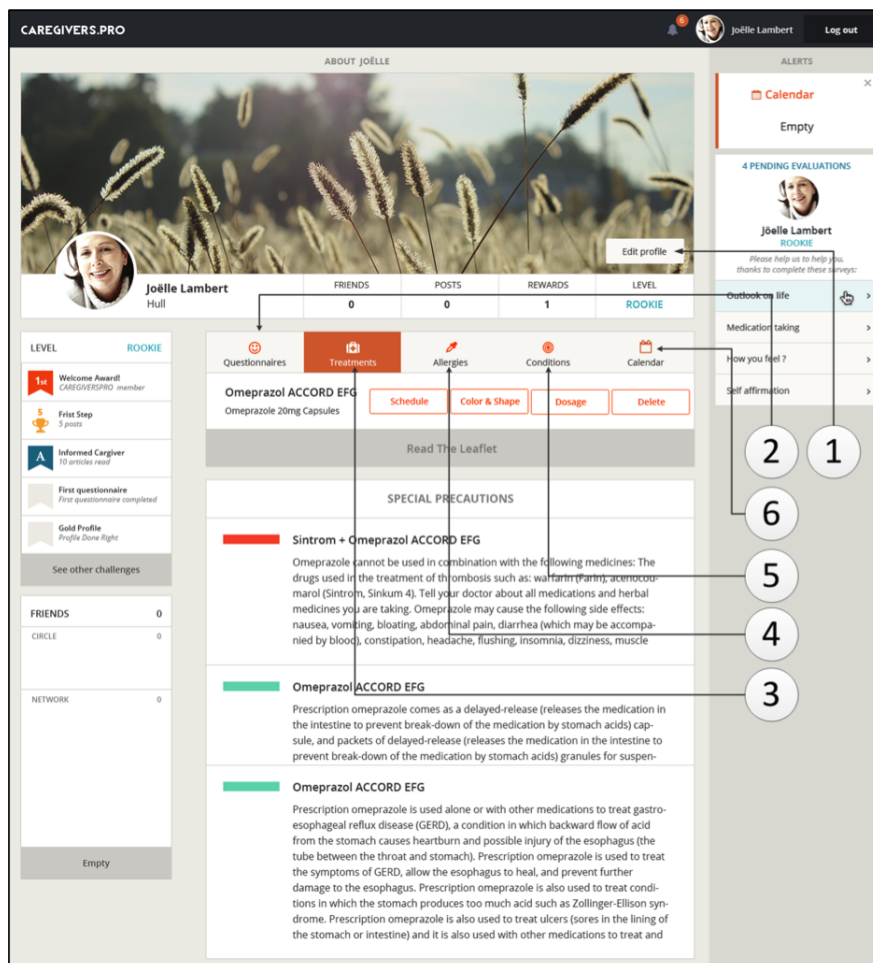 CAREGIVERS.PRO
6
Joëlle Lambert
Log out
ABOUT JOËLLE
Edit profile
Joëlle Lambert
Hull
FRIENDS
0
POSTS
0
REWARDS
1
LEVEL
ROOKIE
LEVEL ROOKIE
1st
Welcome Award!
CAREGIVERSPRO member
5
Frist Step
5 posts
A
Informed Cargiver
10 articles read
First questionnaire
First questionnaire completed
Gold Profile
Profile Done Right
See other challenges
FRIENDS 0
CIRCLE 0
NETWORK 0
Empty
Questionnaires
Treatments
Allergies
Conditions
Calendar
Omeprazol ACCORD EFG
Omeprazole 20mg Capsules
Schedule
Color & Shape
Dosage
Delete
Read The Leaflet
SPECIAL PRECAUTIONS
Sintrom + Omeprazol ACCORD EFG
Omeprazole cannot be used in combination with the following medicines: The
drugs used in the treatment of thrombosis such as: warfarin (Farin), acenocou-
marol (Sintrom, Sinkum 4). Tell your doctor about all medications and herbal
medicines you are taking. Omeprazole may cause the following side effects:
nausea, vomiting, bloating, abdominal pain, diarrhea (which may be accompa-
nied by blood), constipation, headache, flushing, insomnia, dizziness, muscle
Omeprazol ACCORD EFG
Prescription omeprazole comes as a delayed-release (releases the medication in
the intestine to prevent break-down of the medication by stomach acids) cap-
sule, and packets of delayed-release (releases the medication in the intestine to
prevent break-down of the medication by stomach acids) granules for suspen-
Omeprazol ACCORD EFG
Prescription omeprazole is used alone or with other medications to treat gastro-
esophageal reflux disease (GERD), a condition in which backward flow of acid
from the stomach causes heartburn and possible injury of the esophagus (the
tube between the throat and stomach). Prescription omeprazole is used to treat
the symptoms of GERD, allow the esophagus to heal, and prevent further
damage to the esophagus. Prescription omeprazole is also used to treat condi-
tions in which the stomach produces too much acid such as Zollinger-Ellison syn-
drome. Prescription omeprazole is also used to treat ulcers (sores in the lining of
the stomach or intestine) and it is also used with other medications to treat and
ALERTS
Calendar
Empty
4 PENDING EVALUATIONS
Jöelle Lambert
ROOKIE
Please help us to help you,
thanks to complete these surveys:
Outlook on life
Medication taking
How you feel ?
Self affirmation
2
1
6
5
4
3